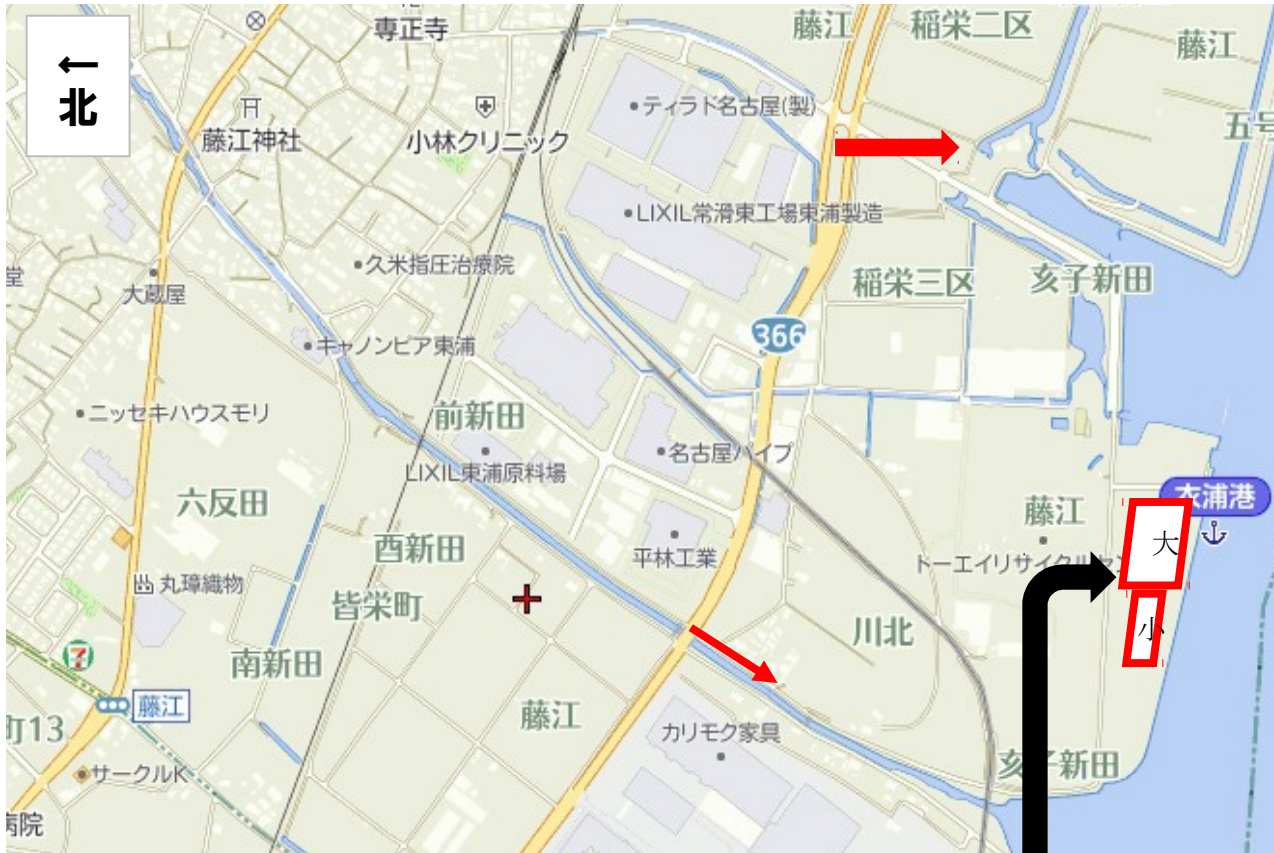 ←
北
専正寺
藤江
稲栄二区
藤江
藤江神社
小林クリニック
ティラド名古屋(製)
五号
LIXIL常滑東工場東浦製造
久米指圧治療院
堂
大蔵屋
稲栄三区
亥子新田
キャノンピア東浦
366
ニッセキハウスモリ
前新田
LIXIL東浦原料場
名古屋パイプ
六反田
衣浦港
藤江
大
酉新田
平林工業
トーエイリサイクルセン
丸璋織物
皆栄町
小
川北
南新田
7
藤江
藤江
町13
カリモク家具
サークルK
亥子新田
病院